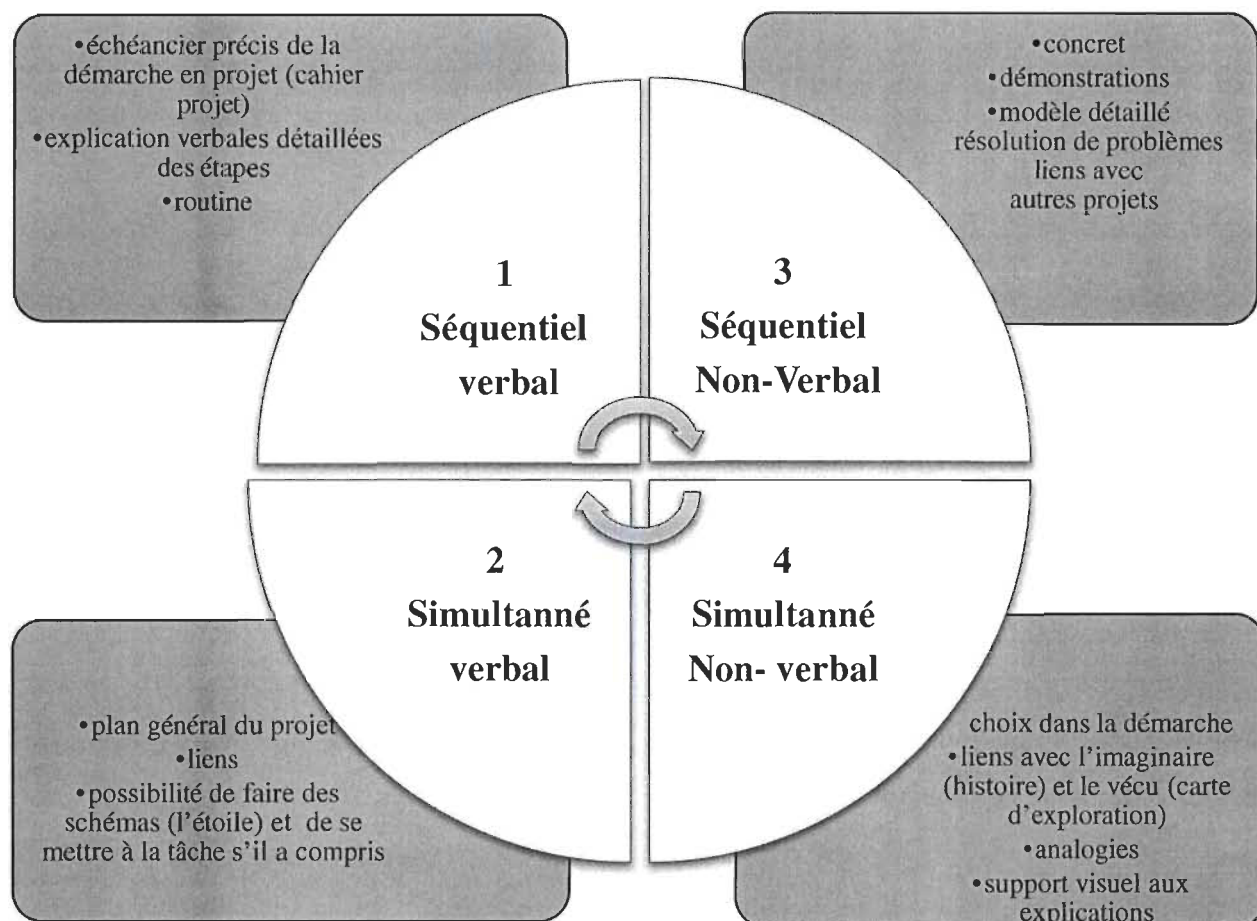 •échéancier précis de la
démarche en projet (cahier
projet)
•explication verbales détaillées
des étapes
•routine
•concret
•démonstrations
•modèle détaillé
résolution de problèmes
liens avec
autres projets
1
Séquentiel
verbal
3
Séquentiel
Non-Verbal
2
Simultanné
verbal
4
Simultanné
Non- verbal
•plan général du projet
•liens
•possibilité de faire des
schémas (l'étoile) et de se
mettre à la tâche s'il a compris
choix dans la démarche
•liens avec l'imaginaire
(histoire) et le vécu (carte
d'exploration)
•analogies
•support visuel aux
explications